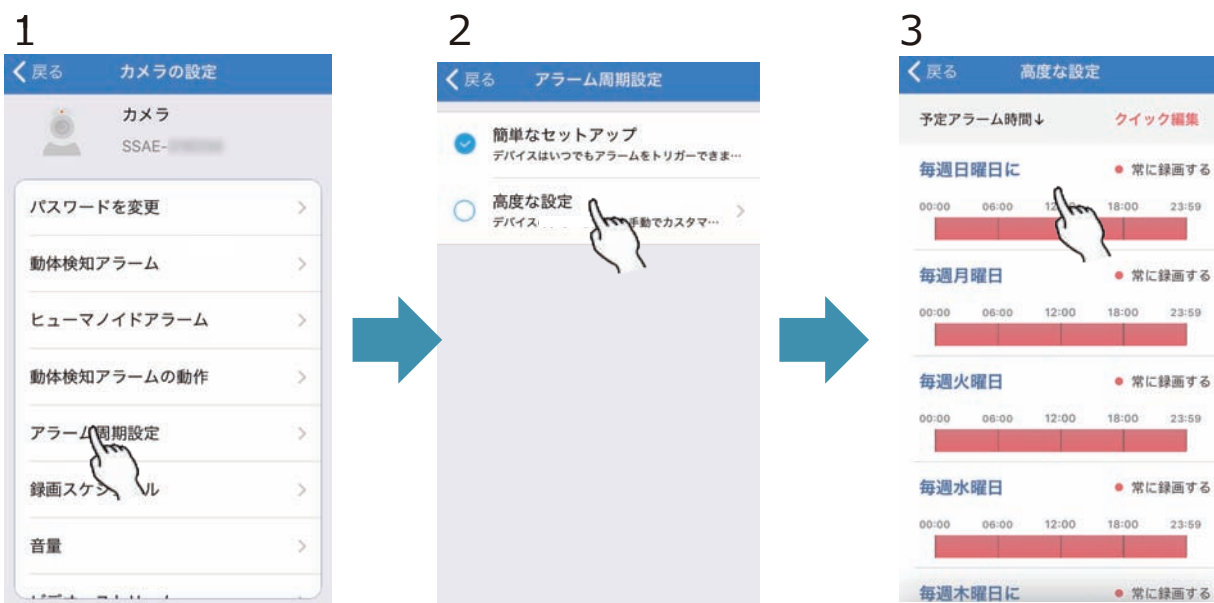 1
戻る カメラの設定
カメラ
SSAE-
パスワードを変更
動体検知アラーム
ヒューマノイドアラーム
動体検知アラームの動作
アラーム周期設定
録画スケジュール
音量
2
戻る アラーム周期設定
簡単なセットアップ
デバイスはいつでもアラームをトリガーできま…
高度な設定
デバイス 手動でカスタマ…
3
戻る 高度な設定
予定アラーム時間↓ クイック編集
毎週日曜日に 常に録画する
00:00 06:00 12:00 18:00 23:59
毎週月曜日 常に録画する
00:00 06:00 12:00 18:00 23:59
毎週火曜日 常に録画する
00:00 06:00 12:00 18:00 23:59
毎週水曜日 常に録画する
00:00 06:00 12:00 18:00 23:59
毎週木曜日に 常に録画する